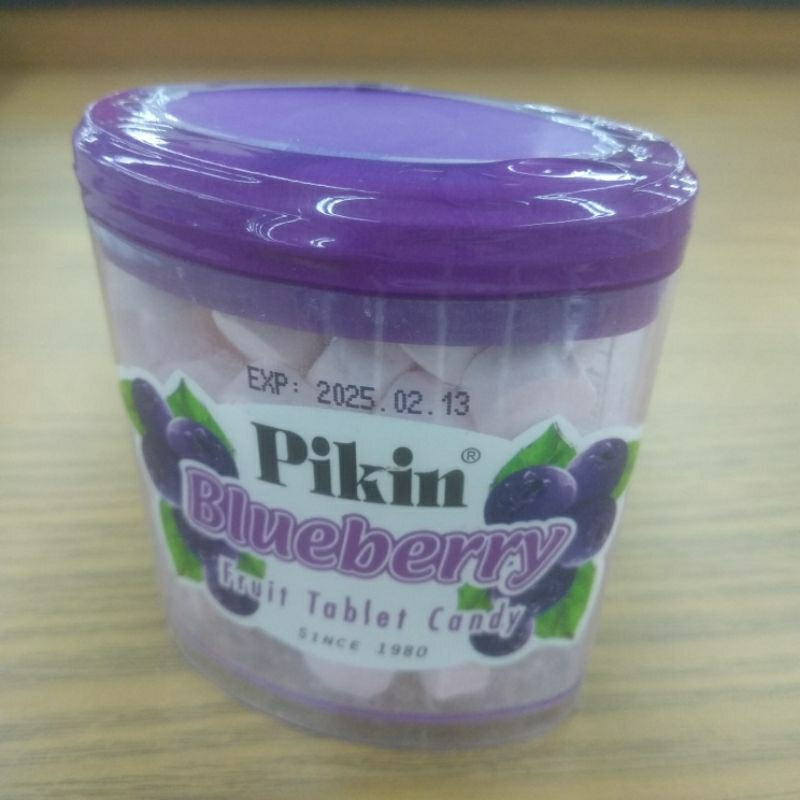 EXP: 2025.02.13
Pikin®
Blueberry
Fruit Tablet Candy
SINCE 1980